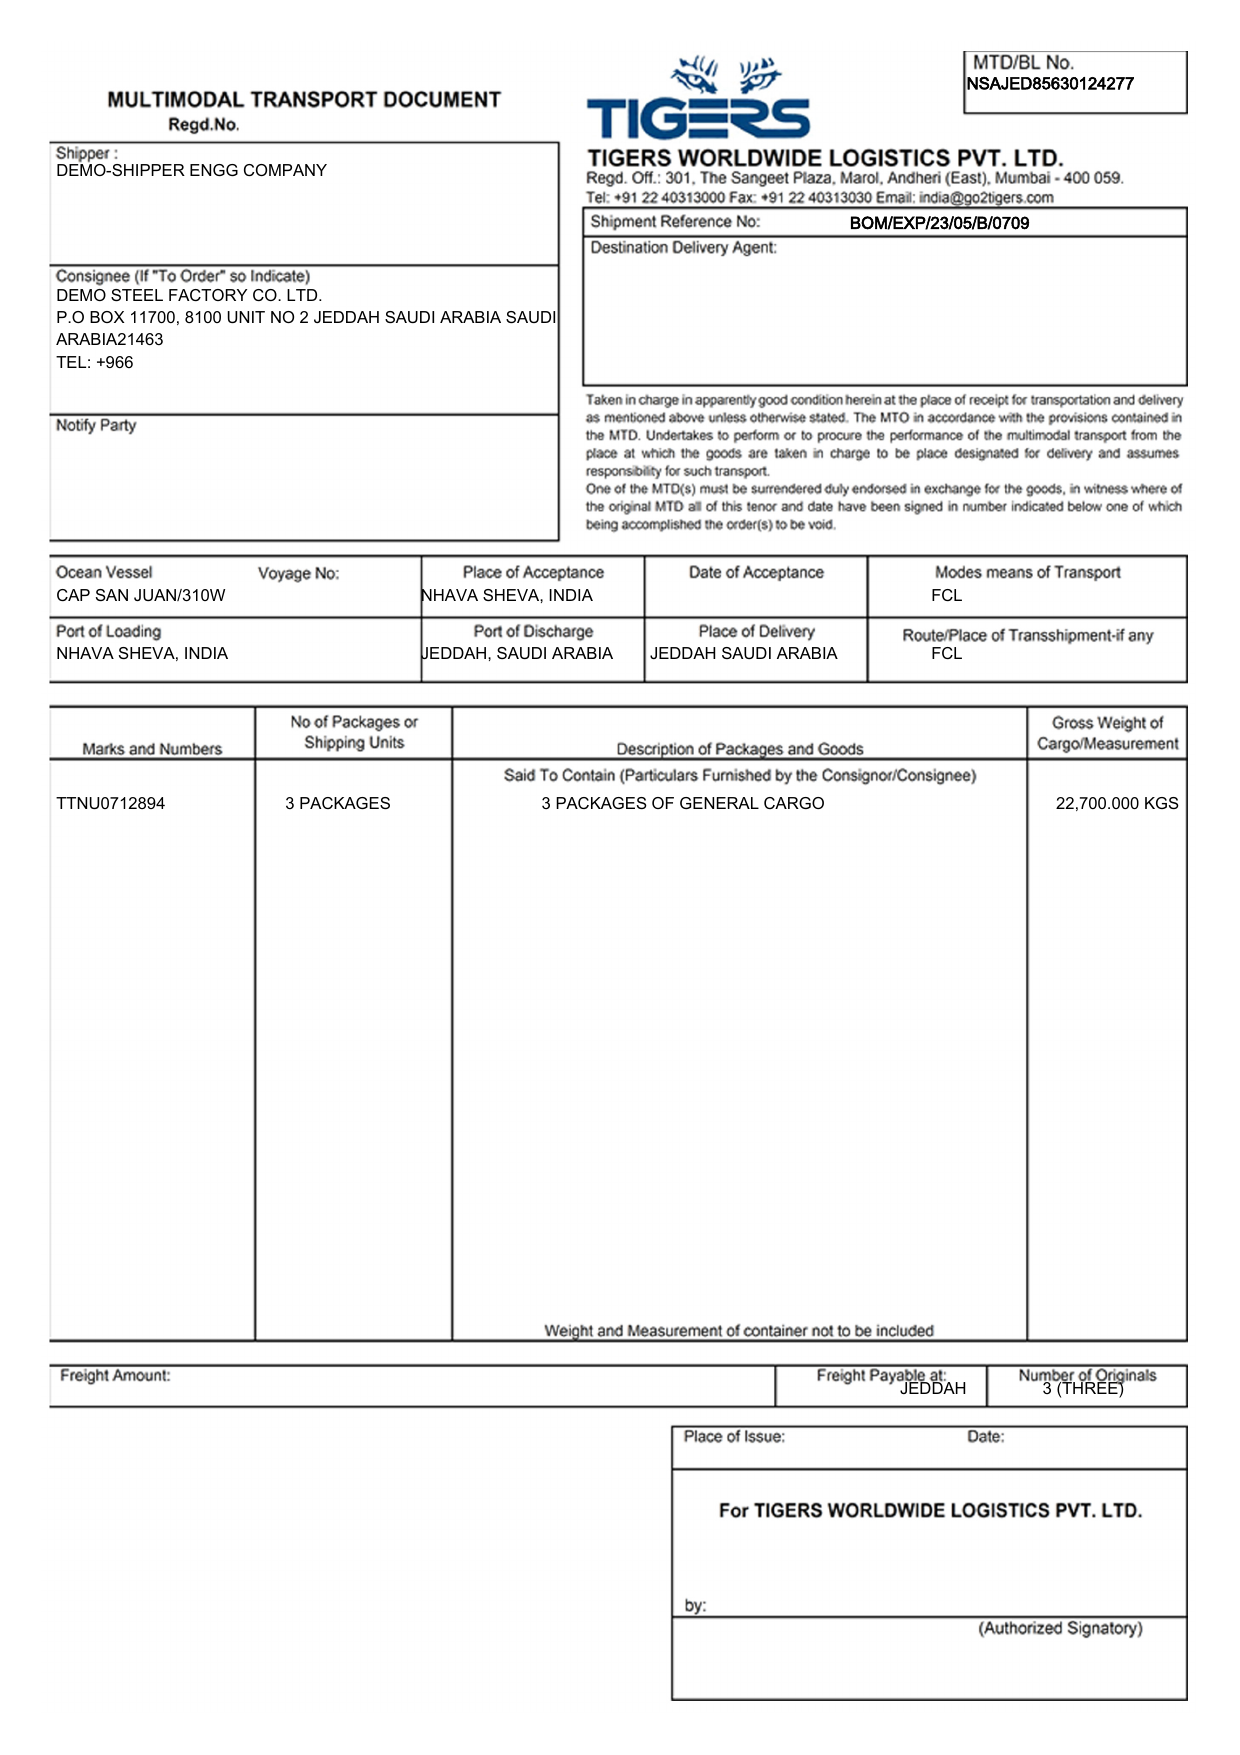 MULTIMODAL TRANSPORT DOCUMENT
Regd.No.
TIGERS
MTD/BL No.
NSAJED85630124277
TIGERS WORLDWIDE LOGISTICS PVT. LTD.
Regd. Off.: 301, The Sangeet Plaza, Marol, Andheri (East), Mumbai - 400 059.
Tel: +91 22 40313000 Fax: +91 22 40313030 Email: india@go2tigers.com
Shipper :
DEMO-SHIPPER ENGG COMPANY
Shipment Reference No: BOM/EXP/23/05/B/0709
Destination Delivery Agent:
Consignee (If "To Order" so Indicate)
DEMO STEEL FACTORY CO. LTD.
P.O BOX 11700, 8100 UNIT NO 2 JEDDAH SAUDI ARABIA SAUDI
ARABIA21463
TEL: +966
Notify Party
Taken in charge in apparently good condition herein at the place of receipt for transportation and delivery
as mentioned above unless otherwise stated. The MTO in accordance with the provisions contained in
the MTD. Undertakes to perform or to procure the performance of the multimodal transport from the
place at which the goods are taken in charge to be place designated for delivery and assumes
responsibility for such transport.
One of the MTD(s) must be surrendered duly endorsed in exchange for the goods, in witness where of
the original MTD all of this tenor and date have been signed in number indicated below one of which
being accomplished the order(s) to be void.
Ocean Vessel Voyage No: Place of Acceptance Date of Acceptance Modes means of Transport
CAP SAN JUAN/310W NHAVA SHEVA, INDIA FCL
Port of Loading Port of Discharge Place of Delivery Route/Place of Transshipment-if any
NHAVA SHEVA, INDIA JEDDAH, SAUDI ARABIA JEDDAH SAUDI ARABIA FCL
Marks and Numbers
No of Packages or
Shipping Units
Description of Packages and Goods
Gross Weight of
Cargo/Measurement
Said To Contain (Particulars Furnished by the Consignor/Consignee)
TTNU0712894 3 PACKAGES 3 PACKAGES OF GENERAL CARGO 22,700.000 KGS
Weight and Measurement of container not to be included
Freight Amount: Freight Payable at: Number of Originals
JEDDAH 3 (THREE)
Place of Issue: Date:
For TIGERS WORLDWIDE LOGISTICS PVT. LTD.
by:
(Authorized Signatory)